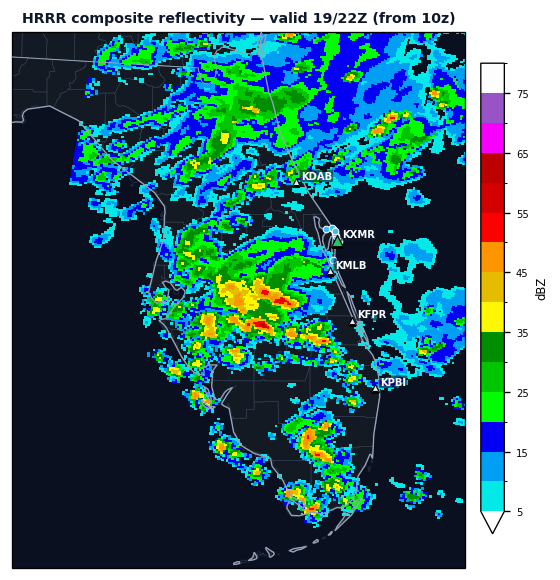 HRRR composite reflectivity — valid 19/22Z (from 10z)
KDAB
KXMR
KMLB
KFPR
KPBI
75
65
55
45
35
25
15
5
dBZ